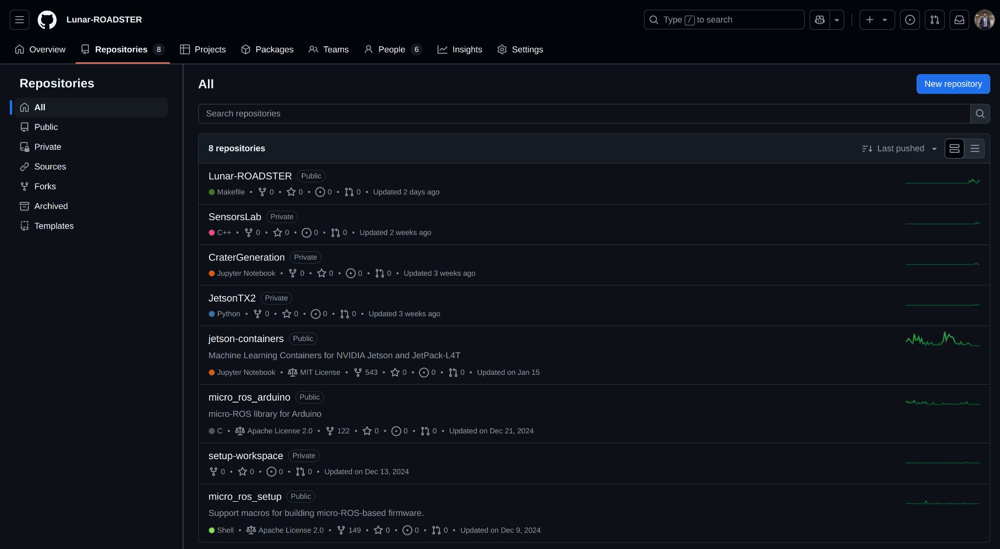 Lunar-ROADSTER
Type / to search
Overview Repositories 8 Projects Packages Teams People 6 Insights Settings
Repositories
All
Public
Private
Sources
Forks
Archived
Templates
All
New repository
Search repositories
8 repositories
Last pushed
Lunar-ROADSTER Public
Makefile • 0 • 0 • 0 • 0 • Updated 2 days ago
SensorsLab Private
C++ • 0 • 0 • 0 • 0 • Updated 2 weeks ago
CraterGeneration Private
Jupyter Notebook • 0 • 0 • 0 • 0 • Updated 3 weeks ago
JetsonTX2 Private
Python • 0 • 0 • 0 • 0 • Updated 3 weeks ago
jetson-containers Public
Machine Learning Containers for NVIDIA Jetson and JetPack-L4T
Jupyter Notebook • MIT License • 543 • 0 • 0 • 0 • Updated on Jan 15
micro_ros_arduino Public
micro-ROS library for Arduino
C • Apache License 2.0 • 122 • 0 • 0 • 0 • Updated on Dec 21, 2024
setup-workspace Private
0 • 0 • 0 • 0 • Updated on Dec 13, 2024
micro_ros_setup Public
Support macros for building micro-ROS-based firmware.
Shell • Apache License 2.0 • 149 • 0 • 0 • 0 • Updated on Dec 9, 2024